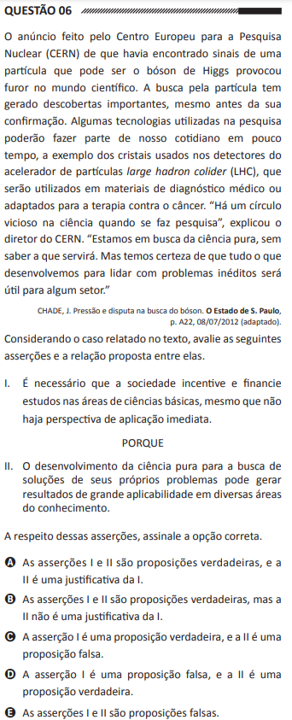 QUESTÃO 06
O anúncio feito pelo Centro Europeu para a Pesquisa
Nuclear (CERN) de que havia encontrado sinais de uma
partícula que pode ser o bóson de Higgs provocou
furor no mundo científico. A busca pela partícula tem
gerado descobertas importantes, mesmo antes da sua
confirmação. Algumas tecnologias utilizadas na pesquisa
poderão fazer parte de nosso cotidiano em pouco
tempo, a exemplo dos cristais usados nos detectores do
acelerador de partículas large hadron colider (LHC), que
serão utilizados em materiais de diagnóstico médico ou
adaptados para a terapia contra o câncer. “Há um círculo
vicioso na ciência quando se faz pesquisa”, explicou o
diretor do CERN. “Estamos em busca da ciência pura, sem
saber a que servirá. Mas temos certeza de que tudo o que
desenvolvemos para lidar com problemas inéditos será
útil para algum setor.”
CHADE, J. Pressão e disputa na busca do bóson. O Estado de S. Paulo,
p. A22, 08/07/2012 (adaptado).
Considerando o caso relatado no texto, avalie as seguintes
asserções e a relação proposta entre elas.
I. É necessário que a sociedade incentive e financie
estudos nas áreas de ciências básicas, mesmo que não
haja perspectiva de aplicação imediata.
PORQUE
II. O desenvolvimento da ciência pura para a busca de
soluções de seus próprios problemas pode gerar
resultados de grande aplicabilidade em diversas áreas
do conhecimento.
A respeito dessas asserções, assinale a opção correta.
A As asserções I e II são proposições verdadeiras, e a
II é uma justificativa da I.
B As asserções I e II são proposições verdadeiras, mas a
II não é uma justificativa da I.
C A asserção I é uma proposição verdadeira, e a II é uma
proposição falsa.
D A asserção I é uma proposição falsa, e a II é uma
proposição verdadeira.
E As asserções I e II são proposições falsas.